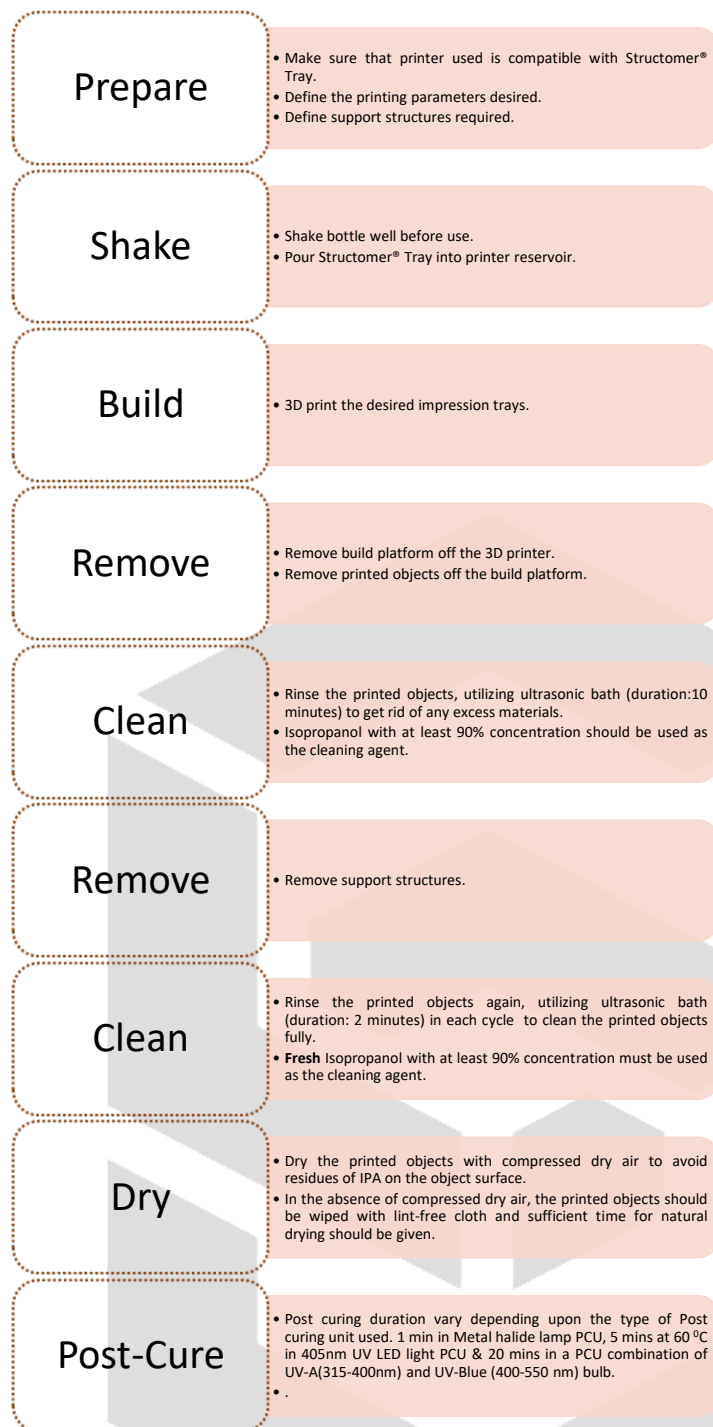 Prepare
• Make sure that printer used is compatible with Structomer®
Tray.
• Define the printing parameters desired.
• Define support structures required.
Shake
• Shake bottle well before use.
• Pour Structomer® Tray into printer reservoir.
Build
• 3D print the desired impression trays.
Remove
• Remove build platform off the 3D printer.
• Remove printed objects off the build platform.
Clean
• Rinse the printed objects, utilizing ultrasonic bath (duration:10
minutes) to get rid of any excess materials.
• Isopropanol with at least 90% concentration should be used as
the cleaning agent.
Remove
• Remove support structures.
Clean
• Rinse the printed objects again, utilizing ultrasonic bath
(duration: 2 minutes) in each cycle to clean the printed objects
fully.
• Fresh Isopropanol with at least 90% concentration must be used
as the cleaning agent.
Dry
• Dry the printed objects with compressed dry air to avoid
residues of IPA on the object surface.
• In the absence of compressed dry air, the printed objects should
be wiped with lint-free cloth and sufficient time for natural
drying should be given.
Post-Cure
• Post curing duration vary depending upon the type of Post
curing unit used. 1 min in Metal halide lamp PCU, 5 mins at 60 ⁰C
in 405nm UV LED light PCU & 20 mins in a PCU combination of
UV-A(315-400nm) and UV-Blue (400-550 nm) bulb.
• .